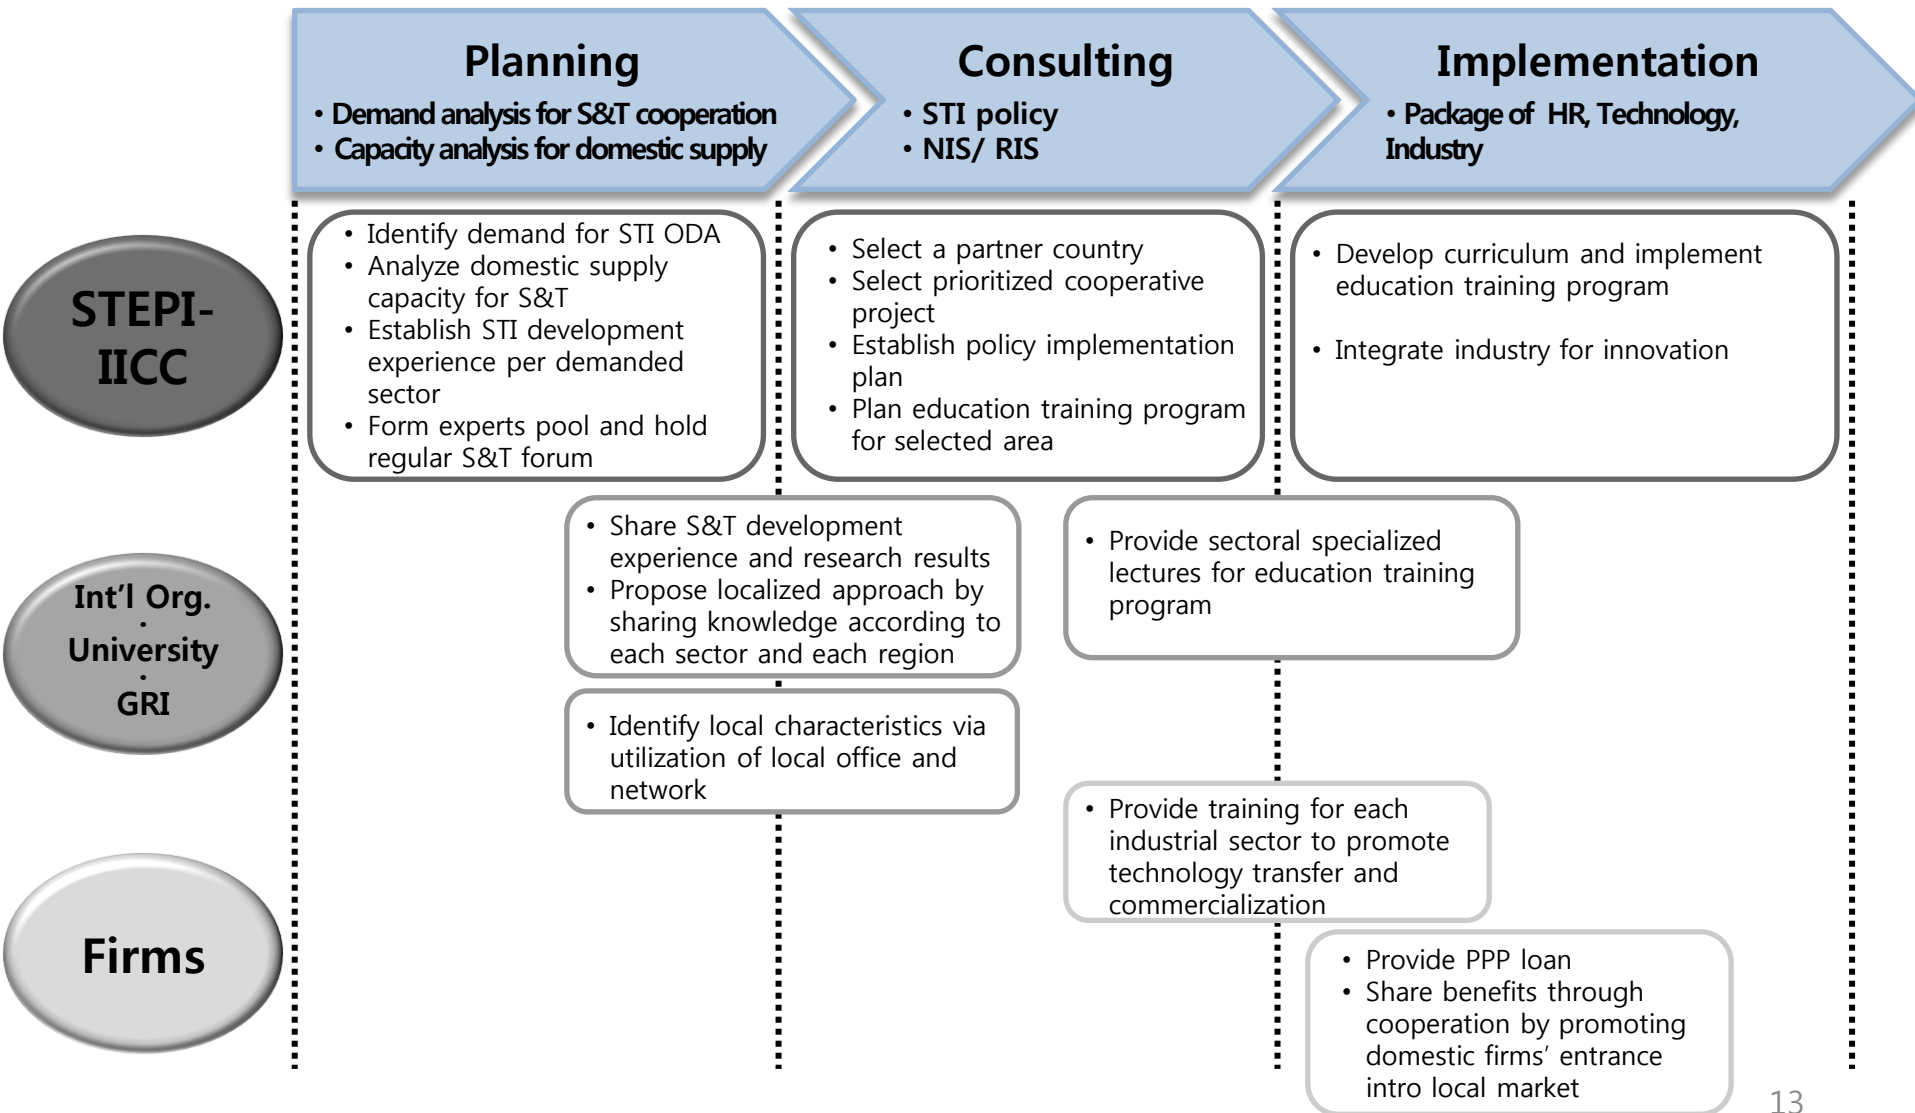 Planning
• Demand analysis for S&T cooperation
• Capacity analysis for domestic supply
Consulting
• STI policy
• NIS/ RIS
Implementation
• Package of HR, Technology,
Industry
STEPI-
IICC
• Identify demand for STI ODA
• Analyze domestic supply
capacity for S&T
• Establish STI development
experience per demanded
sector
• Form experts pool and hold
regular S&T forum
• Select a partner country
• Select prioritized cooperative
project
• Establish policy implementation
plan
• Plan education training program
for selected area
• Develop curriculum and implement
education training program
• Integrate industry for innovation
Int'l Org.
·
University
·
GRI
• Share S&T development
experience and research results
• Propose localized approach by
sharing knowledge according to
each sector and each region
• Provide sectoral specialized
lectures for education training
program
• Identify local characteristics via
utilization of local office and
network
Firms
• Provide training for each
industrial sector to promote
technology transfer and
commercialization
• Provide PPP loan
• Share benefits through
cooperation by promoting
domestic firms' entrance
intro local market
13